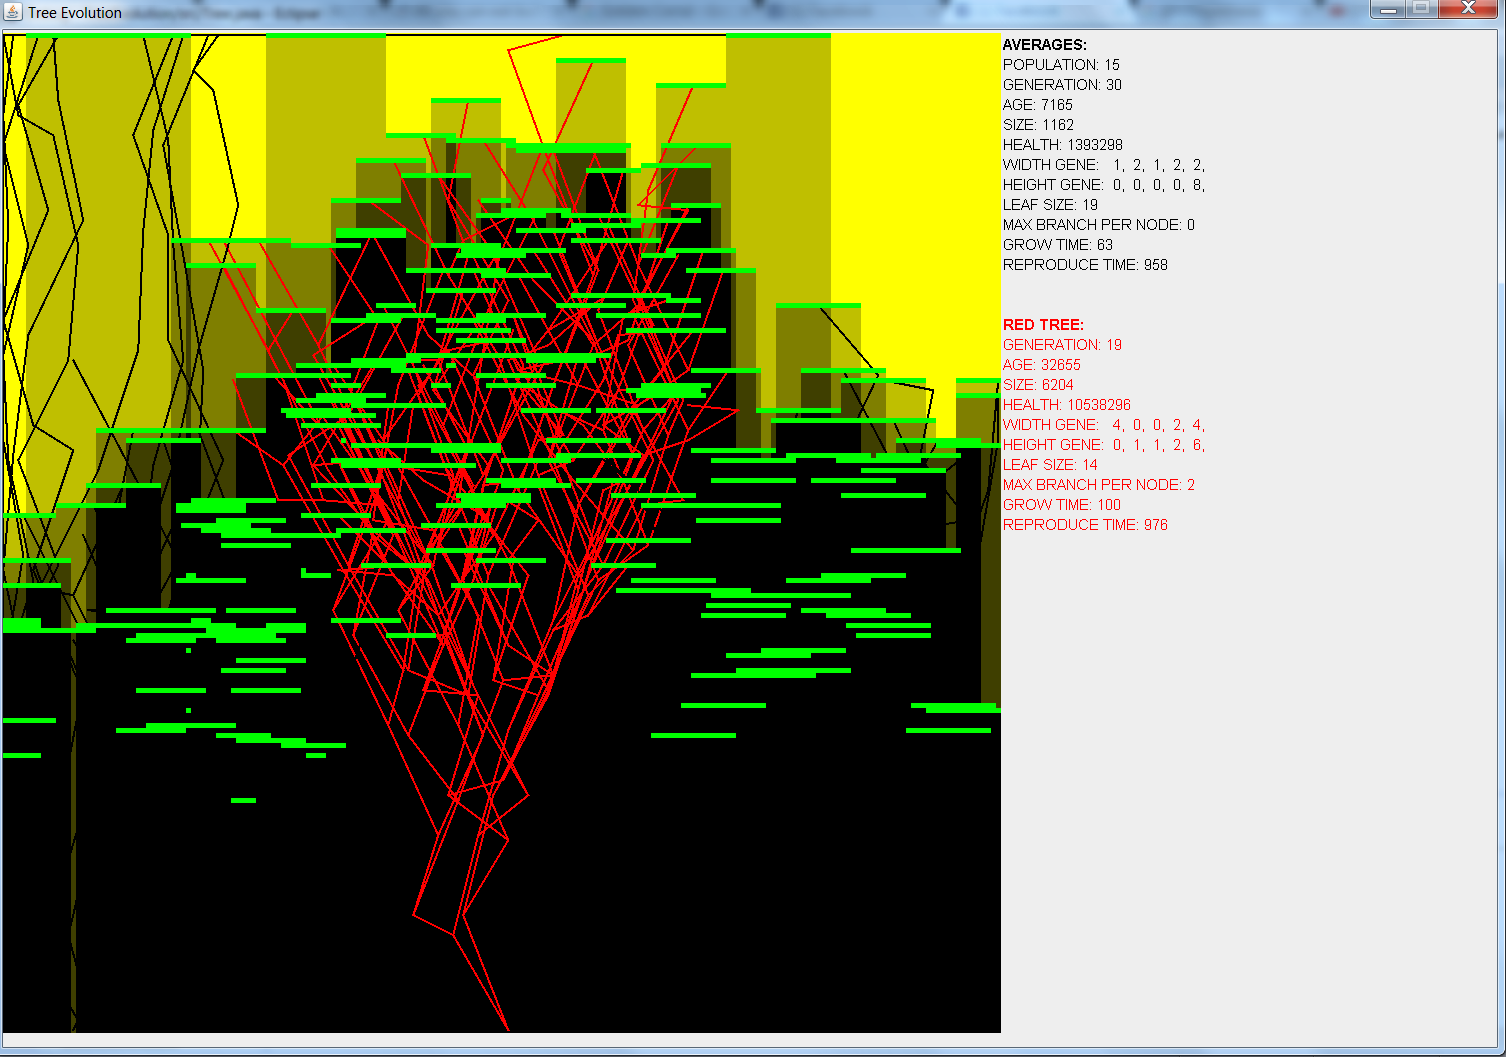 Tree Evolution
AVERAGES:
POPULATION: 15
GENERATION: 30
AGE: 7165
SIZE: 1162
HEALTH: 1393298
WIDTH GENE: 1, 2, 1, 2, 2,
HEIGHT GENE: 0, 0, 0, 0, 8,
LEAF SIZE: 19
MAX BRANCH PER NODE: 0
GROW TIME: 63
REPRODUCE TIME: 958
RED TREE:
GENERATION: 19
AGE: 32655
SIZE: 6204
HEALTH: 10538296
WIDTH GENE: 4, 0, 0, 2, 4,
HEIGHT GENE: 0, 1, 1, 2, 6,
LEAF SIZE: 14
MAX BRANCH PER NODE: 2
GROW TIME: 100
REPRODUCE TIME: 976